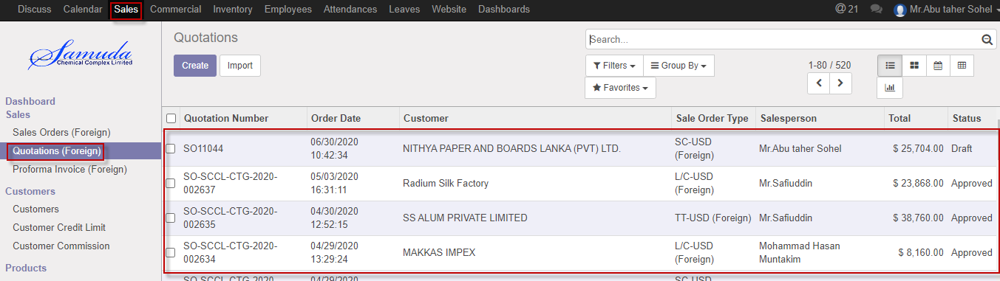 Discuss Calendar Sales Commercial Inventory Employees Attendances Leaves Website Dashboards @ 21 Mr.Abu taher Sohel
Samuda
Chemical Complex Limited
Quotations
Search...
Create Import
Filters Group By
1-80 / 520
Favorites
Dashboard
Sales
Sales Orders (Foreign)
Quotations (Foreign)
Proforma Invoice (Foreign)
Customers
Customers
Customer Credit Limit
Customer Commission
Products
Quotation Number Order Date Customer Sale Order Type Salesperson Total Status
SO11044 06/30/2020 10:42:34 NITHYA PAPER AND BOARDS LANKA (PVT) LTD. SC-USD (Foreign) Mr.Abu taher Sohel $ 25,704.00 Draft
SO-SCCL-CTG-2020-002637 05/03/2020 16:31:11 Radium Silk Factory L/C-USD (Foreign) Mr.Safiuddin $ 23,868.00 Approved
SO-SCCL-CTG-2020-002635 04/30/2020 12:52:15 SS ALUM PRIVATE LIMITED TT-USD (Foreign) Mr.Safiuddin $ 38,760.00 Approved
SO-SCCL-CTG-2020-002634 04/29/2020 13:29:24 MAKKAS IMPEX L/C-USD (Foreign) Mohammad Hasan Muntakim $ 8,160.00 Approved
SO-SCCL-CTG-2020- 04/29/2020